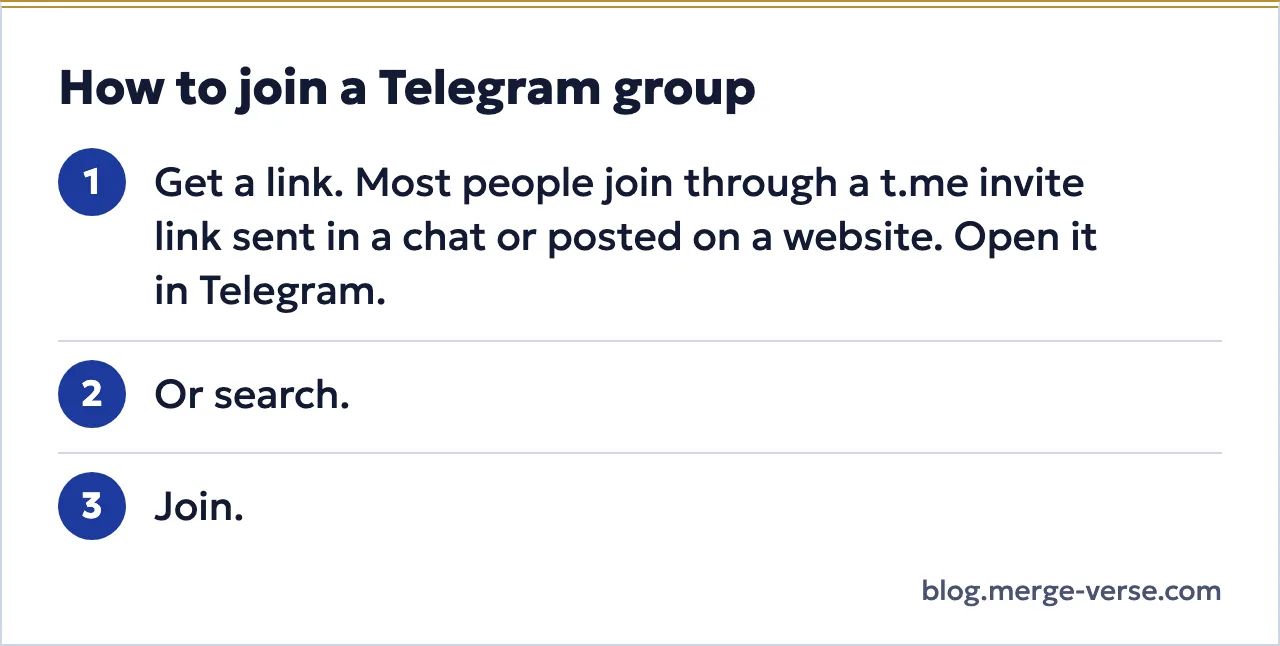 How to join a Telegram group
1
Get a link. Most people join through a t.me invite
link sent in a chat or posted on a website. Open it
in Telegram.
2
Or search.
3
Join.
blog.merge-verse.com